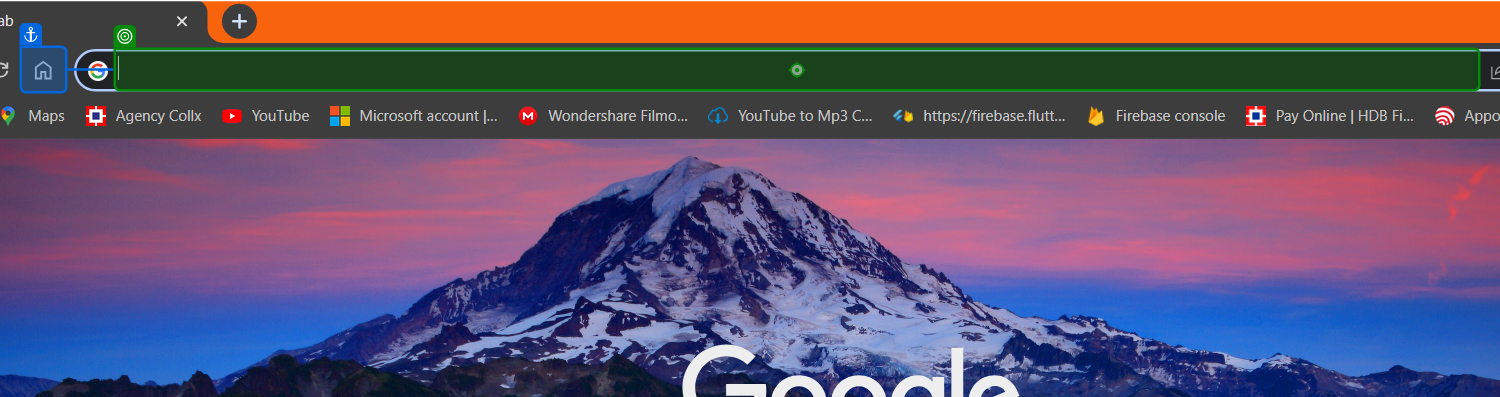 ab
Maps Agency Collx YouTube Microsoft account |... Wondershare Filmo... YouTube to Mp3 C... https://firebase.flutt... Firebase console Pay Online | HDB Fi... Appo
Google